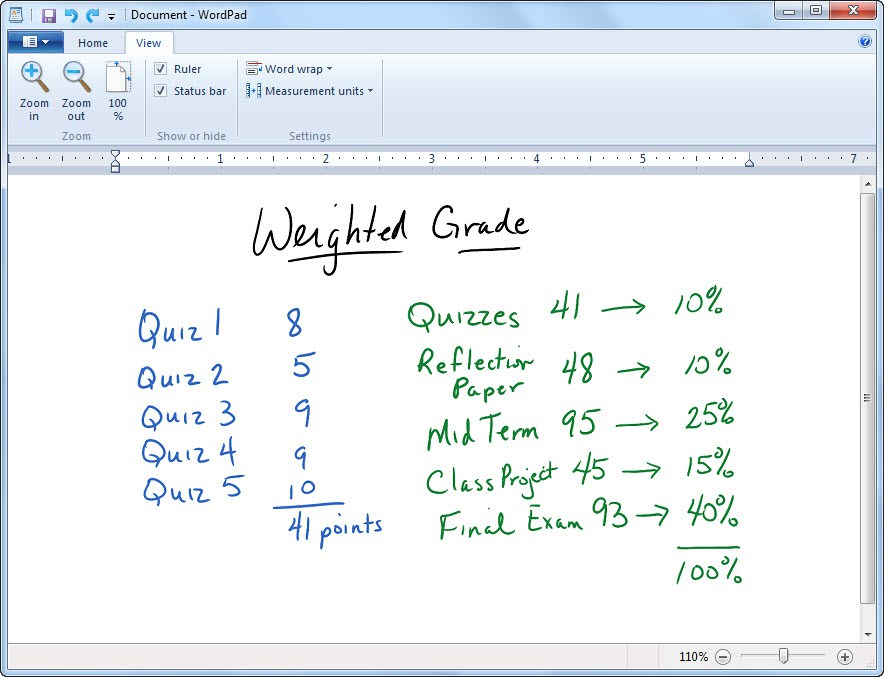 Document - WordPad
Home View
Zoom in
Zoom out
100 %
Zoom
Ruler
Status bar
Show or hide
Word wrap
Measurement units
Settings
1 1 2 3 4 5 7
Weighted Grade
Quiz 1 8
Quiz 2 5
Quiz 3 9
Quiz 4 9
Quiz 5 10
41 points
Quizzes 41 → 10%
Reflection Paper 48 → 10%
Mid Term 95 → 25%
Class Project 45 → 15%
Final Exam 93 → 40%
100%
110%